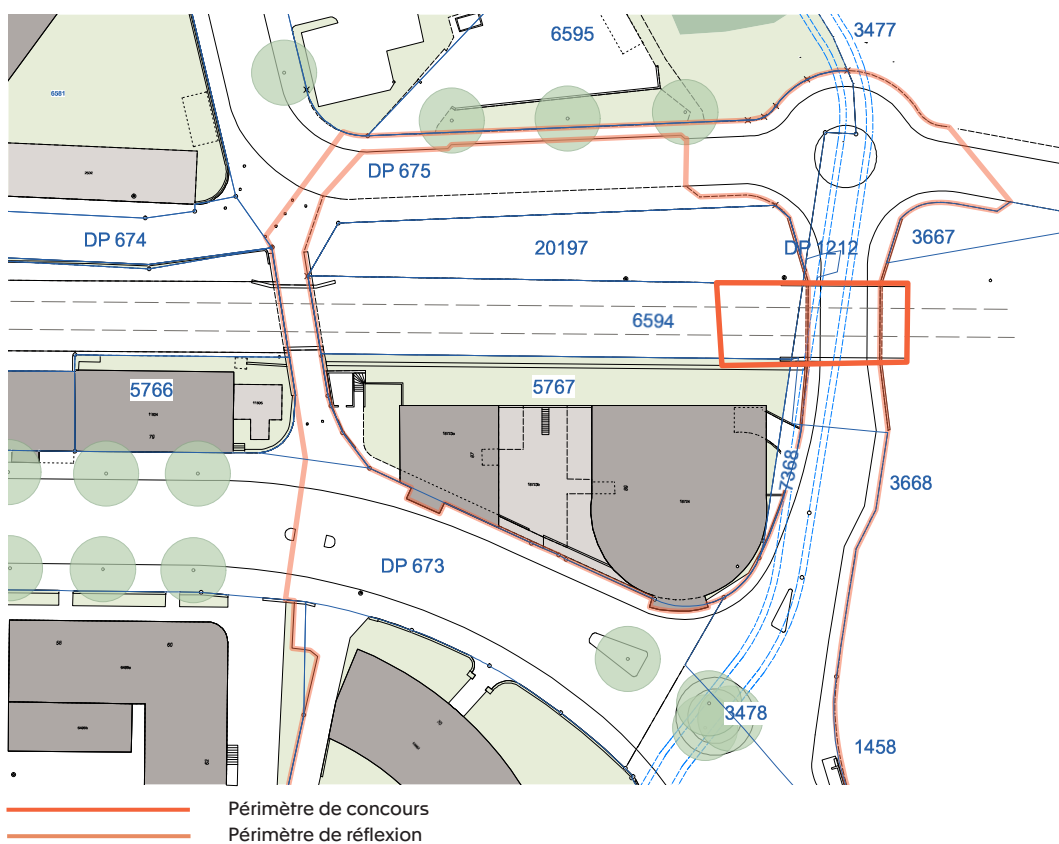 3477
6595
6581
DP 675
DP 674
20197
DP 1212
3667
6594
5766
5767
7368
3668
DP 673
3478
1458
Périmètre de concours
Périmètre de réflexion